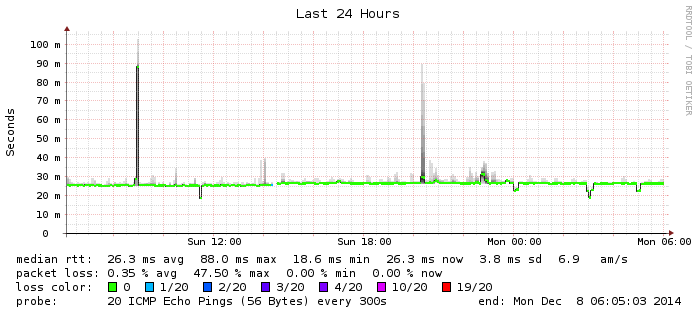 Last 24 Hours
RRDTOOL / TOBI OETIKER
Seconds
100 m
90 m
80 m
70 m
60 m
50 m
40 m
30 m
20 m
10 m
0
Sun 12:00 Sun 18:00 Mon 00:00 Mon 06:00
median rtt: 26.3 ms avg 88.0 ms max 18.6 ms min 26.3 ms now 3.8 ms sd 6.9 am/s
packet loss: 0.35 % avg 47.50 % max 0.00 % min 0.00 % now
loss color: 0 1/20 2/20 3/20 4/20 10/20 19/20
probe: 20 ICMP Echo Pings (56 Bytes) every 300s end: Mon Dec 8 06:05:03 2014